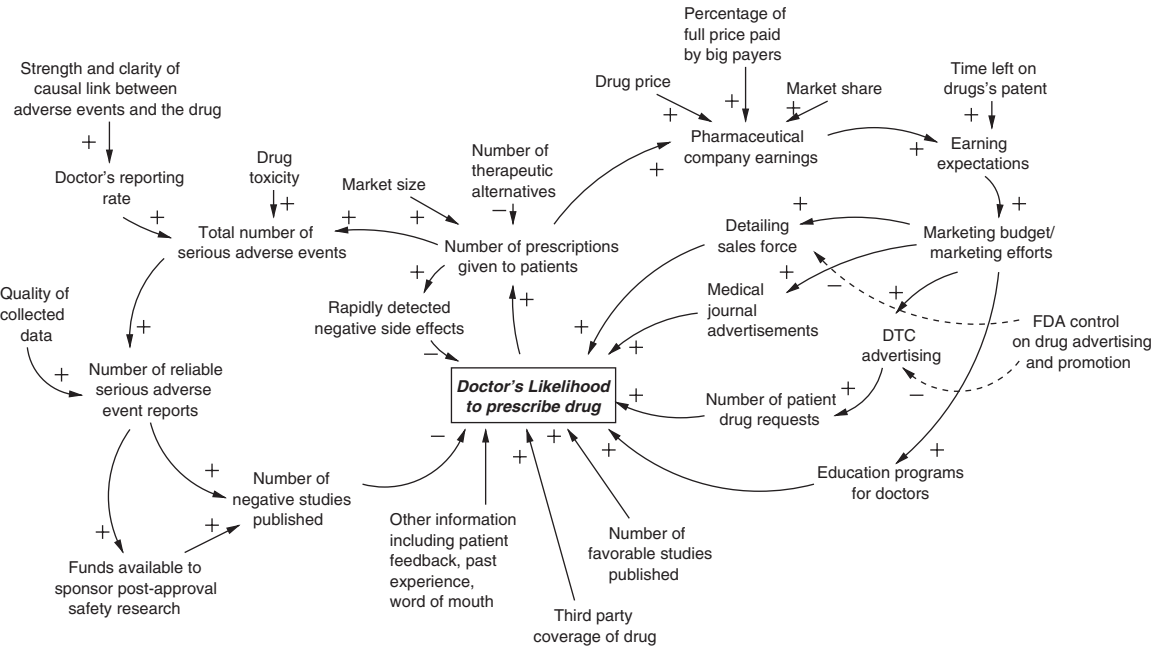 Percentage of
full price paid
by big payers
Strength and clarity of
causal link between
adverse events and the drug
Drug price
Market share
Time left on
drugs's patent
+
+
+
+
+
+
Pharmaceutical
company earnings
Earning
expectations
+
+
Doctor's reporting
rate
Drug
toxicity
Market size
Number of
therapeutic
alternatives
+
+
+
+
–
+
+
Total number of
serious adverse events
Number of prescriptions
given to patients
Detailing
sales force
Marketing budget/
marketing efforts
+
+
–
+
Quality of
collected
data
Rapidly detected
negative side effects
Medical
journal
advertisements
FDA control
on drug advertising
and promotion
+
+
+
–
+
DTC
advertising
+
Number of reliable
serious adverse
event reports
Doctor's Likelihood
to prescribe drug
Number of patient
drug requests
+
+
–
–
+
+
+
+
+
Education programs
for doctors
+
Number of
negative studies
published
+
+
Funds available to
sponsor post-approval
safety research
Other information
including patient
feedback, past
experience,
word of mouth
Number of
favorable studies
published
Third party
coverage of drug